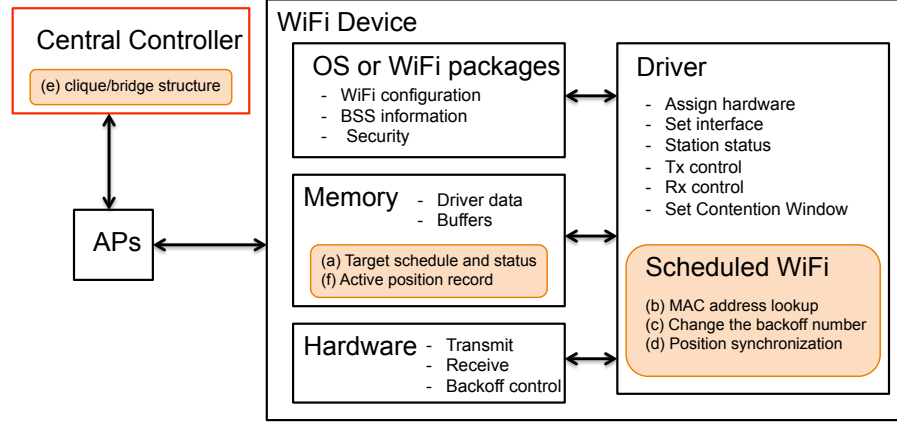 Central Controller
(e) clique/bridge structure
APs
WiFi Device
OS or WiFi packages
- WiFi configuration
- BSS information
- Security
Memory
- Driver data
- Buffers
(a) Target schedule and status
(f) Active position record
Hardware
- Transmit
- Receive
- Backoff control
Driver
- Assign hardware
- Set interface
- Station status
- Tx control
- Rx control
- Set Contention Window
Scheduled WiFi
(b) MAC address lookup
(c) Change the backoff number
(d) Position synchronization